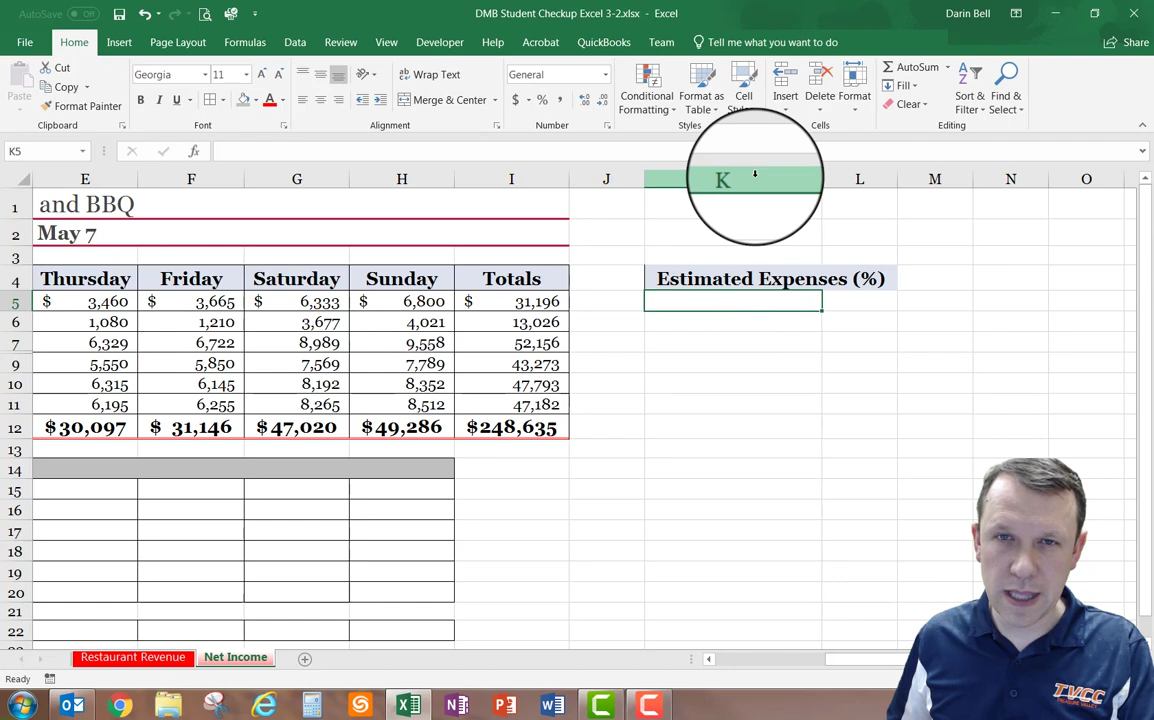 AutoSave Off
DMB Student Checkup Excel 3-2.xlsx - Excel
Darin Bell
File Home Insert Page Layout Formulas Data Review View Developer Help Acrobat QuickBooks Team Tell me what you want to do Share
Paste Cut Copy Format Painter Clipboard
Georgia 11 B I U A Font
Wrap Text Merge & Center Alignment
General $ % , Number
Conditional Formatting Format as Table Cell Styles
Insert Delete Format Cells
AutoSum Fill Clear Sort & Filter Find & Select Editing
K5 fx
E F G H I J K L M N O
1 and BBQ
2 May 7
3
4 Thursday Friday Saturday Sunday Totals Estimated Expenses (%)
5 $ 3,460 $ 3,665 $ 6,333 $ 6,800 $ 31,196
6 1,080 1,210 3,677 4,021 13,026
7 6,329 6,722 8,989 9,558 52,156
9 5,550 5,850 7,569 7,789 43,273
10 6,315 6,145 8,192 8,352 47,793
11 6,195 6,255 8,265 8,512 47,182
12 $30,097 $ 31,146 $47,020 $49,286 $248,635
13
14
15
16
17
18
19
20
21
22
Restaurant Revenue Net Income
Ready
TVCC
TREASURE VALLEY